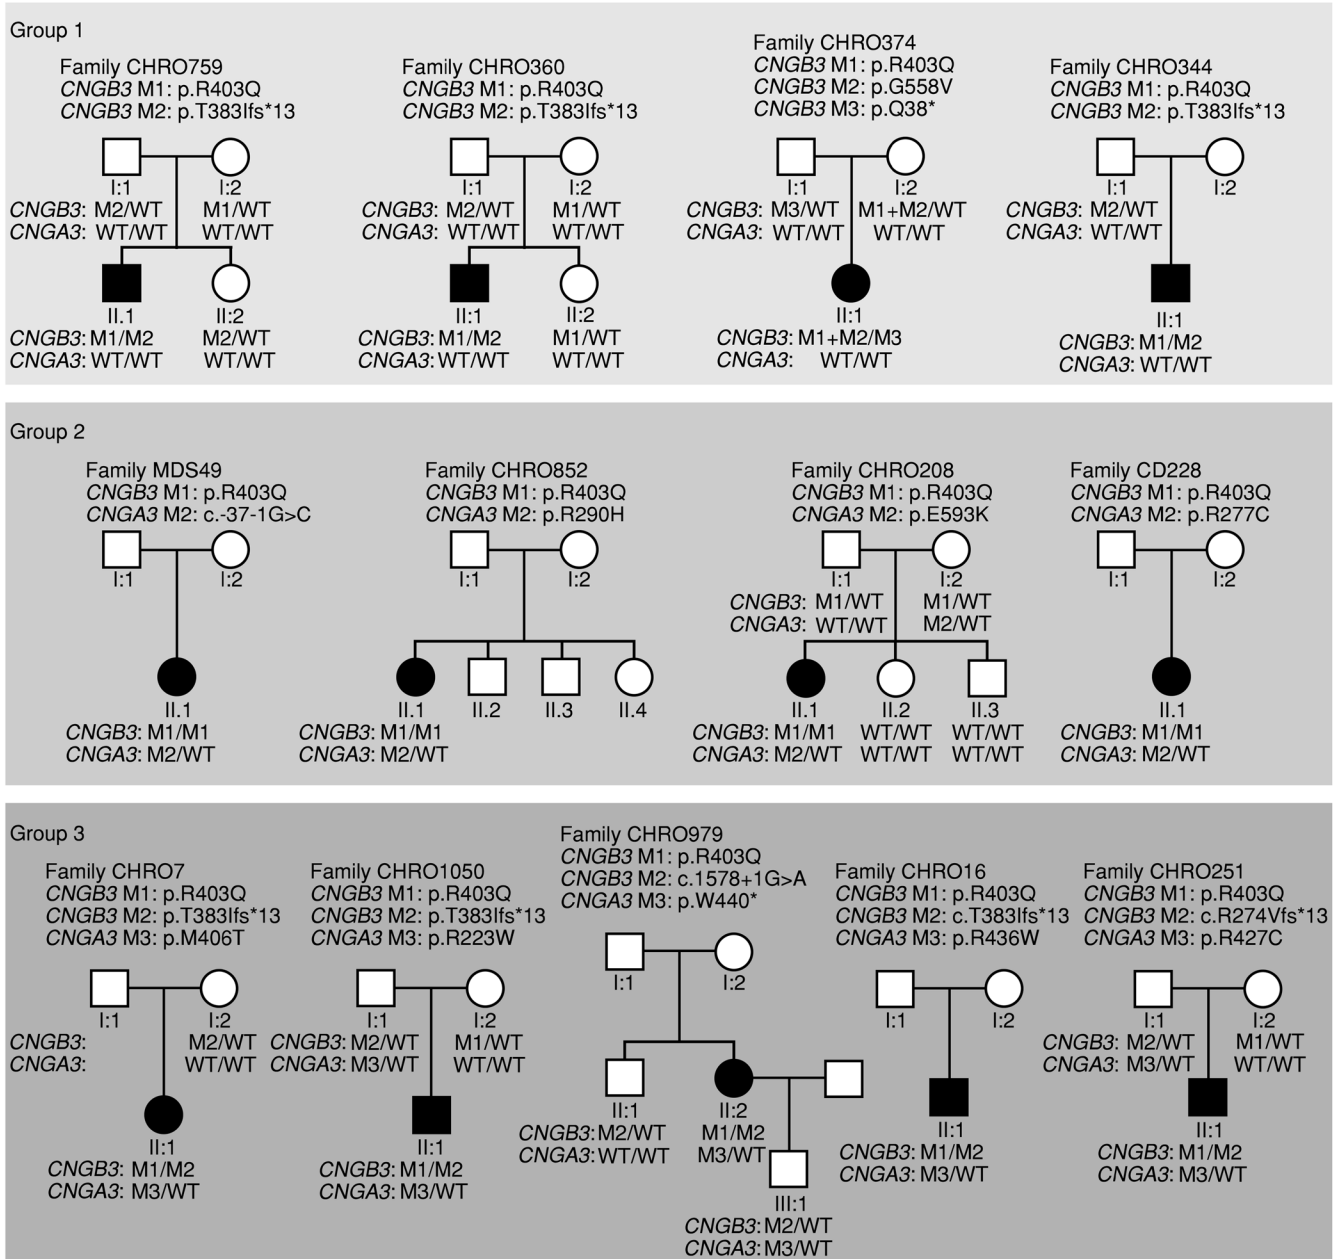 Group 1
Family CHRO759
CNGB3 M1: p.R403Q
CNGB3 M2: p.T383Ifs*13
I:1 I:2
CNGB3: M2/WT M1/WT
CNGA3: WT/WT WT/WT
II.1 II:2
CNGB3: M1/M2 M2/WT
CNGA3: WT/WT WT/WT
Family CHRO360
CNGB3 M1: p.R403Q
CNGB3 M2: p.T383Ifs*13
I:1 I:2
CNGB3: M2/WT M1/WT
CNGA3: WT/WT WT/WT
II:1 II:2
CNGB3: M1/M2 M1/WT
CNGA3: WT/WT WT/WT
Family CHRO374
CNGB3 M1: p.R403Q
CNGB3 M2: p.G558V
CNGB3 M3: p.Q38*
I:1 I:2
CNGB3: M3/WT M1+M2/WT
CNGA3: WT/WT WT/WT
II:1
CNGB3: M1+M2/M3
CNGA3: WT/WT
Family CHRO344
CNGB3 M1: p.R403Q
CNGB3 M2: p.T383Ifs*13
I:1 I:2
CNGB3: M2/WT
CNGA3: WT/WT
II:1
CNGB3: M1/M2
CNGA3: WT/WT
Group 2
Family MDS49
CNGB3 M1: p.R403Q
CNGA3 M2: c.-37-1G>C
I:1 I:2
II.1
CNGB3: M1/M1
CNGA3: M2/WT
Family CHRO852
CNGB3 M1: p.R403Q
CNGA3 M2: p.R290H
I:1 I:2
II.1 II.2 II.3 II.4
CNGB3: M1/M1
CNGA3: M2/WT
Family CHRO208
CNGB3 M1: p.R403Q
CNGA3 M2: p.E593K
I:1 I:2
CNGB3: M1/WT M1/WT
CNGA3: WT/WT M2/WT
II.1 II.2 II.3
CNGB3: M1/M1 WT/WT WT/WT
CNGA3: M2/WT WT/WT WT/WT
Family CD228
CNGB3 M1: p.R403Q
CNGA3 M2: p.R277C
I:1 I:2
II.1
CNGB3: M1/M1
CNGA3: M2/WT
Group 3
Family CHRO7
CNGB3 M1: p.R403Q
CNGB3 M2: p.T383Ifs*13
CNGA3 M3: p.M406T
I:1 I:2
CNGB3: M2/WT
CNGA3: WT/WT
II:1
CNGB3: M1/M2
CNGA3: M3/WT
Family CHRO1050
CNGB3 M1: p.R403Q
CNGB3 M2: p.T383Ifs*13
CNGA3 M3: p.R223W
I:1 I:2
CNGB3: M2/WT M1/WT
CNGA3: M3/WT WT/WT
II:1
CNGB3: M1/M2
CNGA3: M3/WT
Family CHRO979
CNGB3 M1: p.R403Q
CNGB3 M2: c.1578+1G>A
CNGA3 M3: p.W440*
I:1 I:2
II:1 II:2
CNGB3: M2/WT M1/M2
CNGA3: WT/WT M3/WT
III:1
CNGB3: M2/WT
CNGA3: M3/WT
Family CHRO16
CNGB3 M1: p.R403Q
CNGB3 M2: c.T383Ifs*13
CNGA3 M3: p.R436W
I:1 I:2
II:1
CNGB3: M1/M2
CNGA3: M3/WT
Family CHRO251
CNGB3 M1: p.R403Q
CNGB3 M2: c.R274Vfs*13
CNGA3 M3: p.R427C
I:1 I:2
CNGB3: M2/WT M1/WT
CNGA3: M3/WT WT/WT
II:1
CNGB3: M1/M2
CNGA3: M3/WT